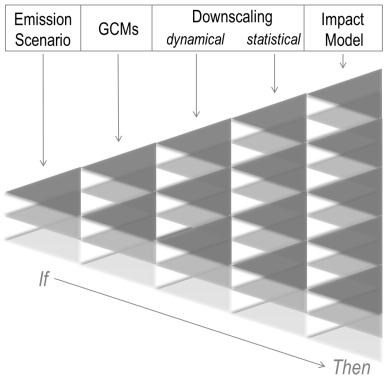 Emission
Scenario
GCMs
Downscaling
dynamical statistical
Impact
Model
If
Then